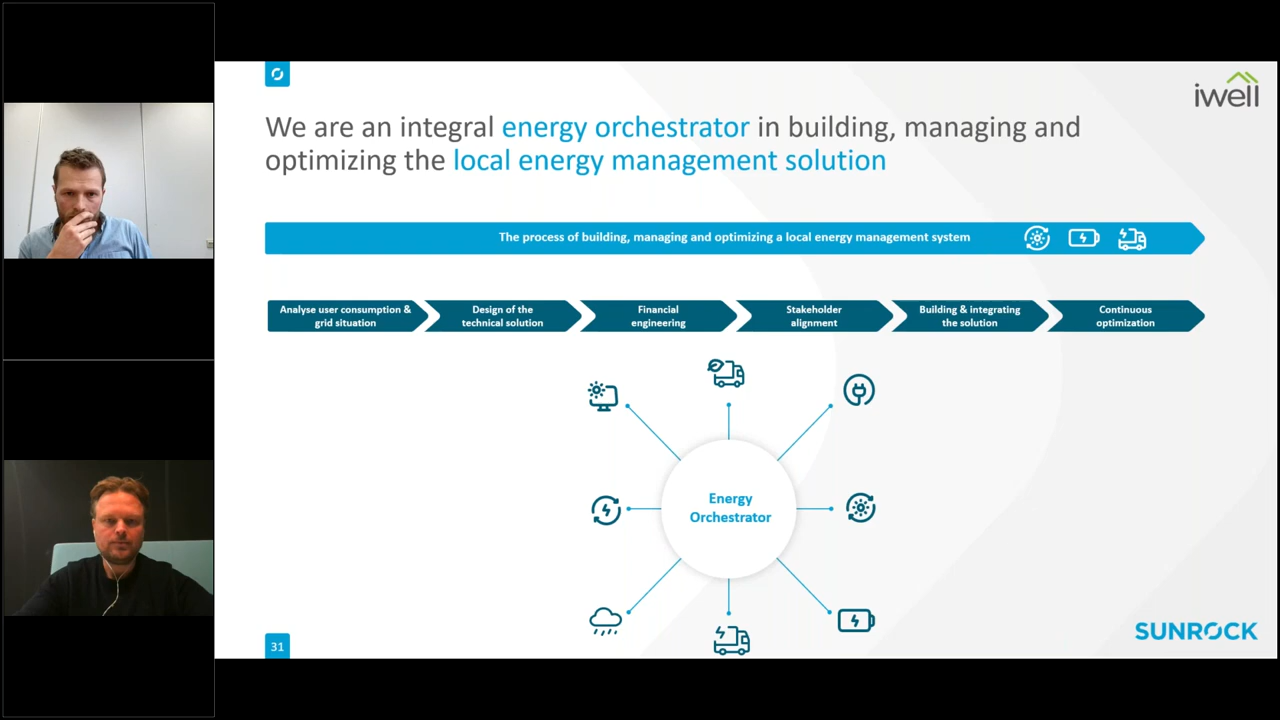 iwell
We are an integral energy orchestrator in building, managing and
optimizing the local energy management solution
The process of building, managing and optimizing a local energy management system
Analyse user consumption &
grid situation
Design of the
technical solution
Financial
engineering
Stakeholder
alignment
Building & integrating
the solution
Continuous
optimization
Energy
Orchestrator
SUNROCK
31